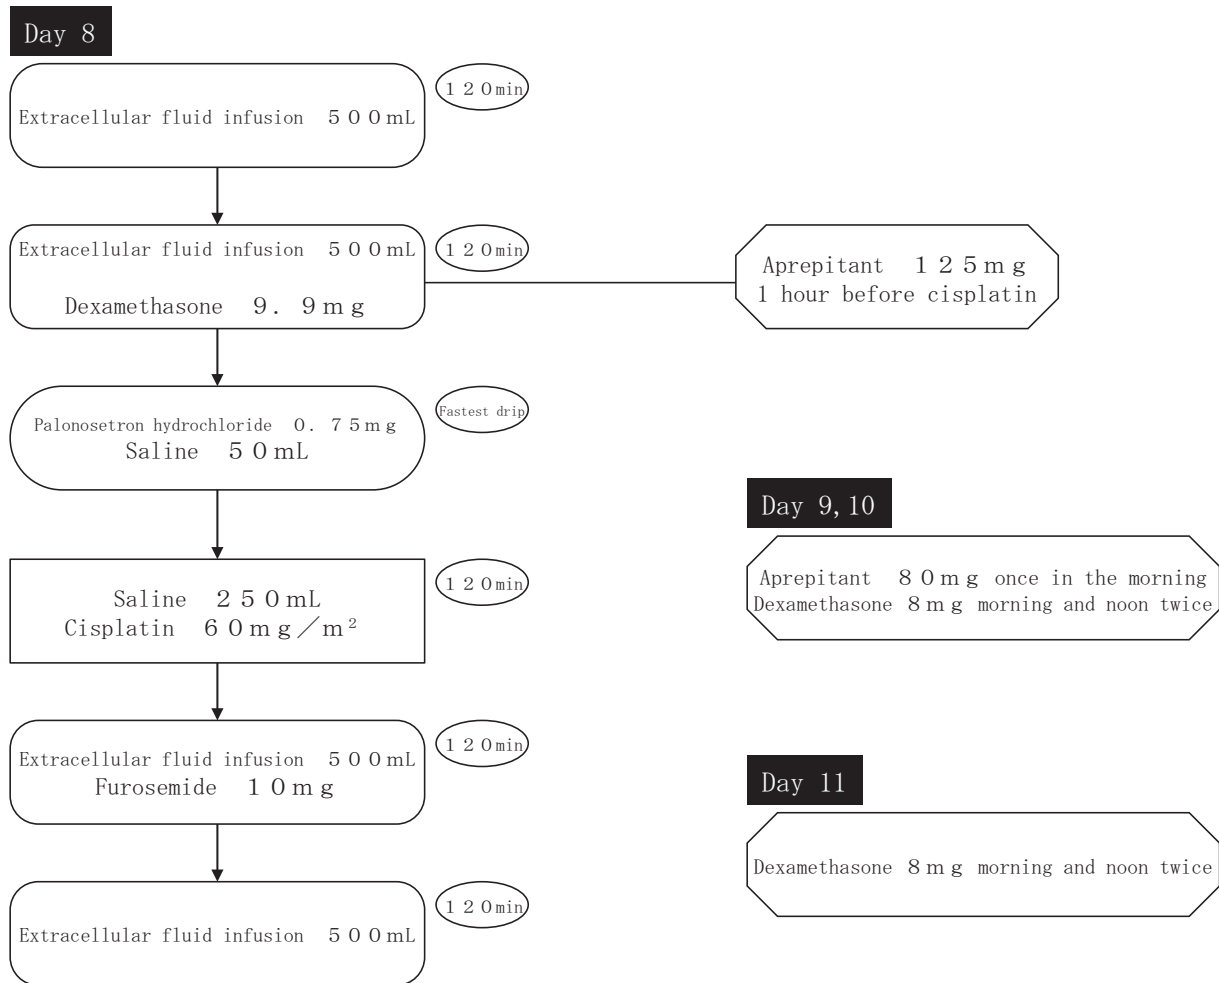 Day 8
Extracellular fluid infusion ５００mL
１２０min
Extracellular fluid infusion ５００mL
Dexamethasone ９．９mg
１２０min
Aprepitant １２５mg
1 hour before cisplatin
Palonosetron hydrochloride ０．７５mg
Saline ５０mL
Fastest drip
Saline ２５０mL
Cisplatin ６０mg／m²
１２０min
Extracellular fluid infusion ５００mL
Furosemide １０mg
１２０min
Extracellular fluid infusion ５００mL
１２０min
Day 9,10
Aprepitant ８０mg once in the morning
Dexamethasone ８mg morning and noon twice
Day 11
Dexamethasone ８mg morning and noon twice